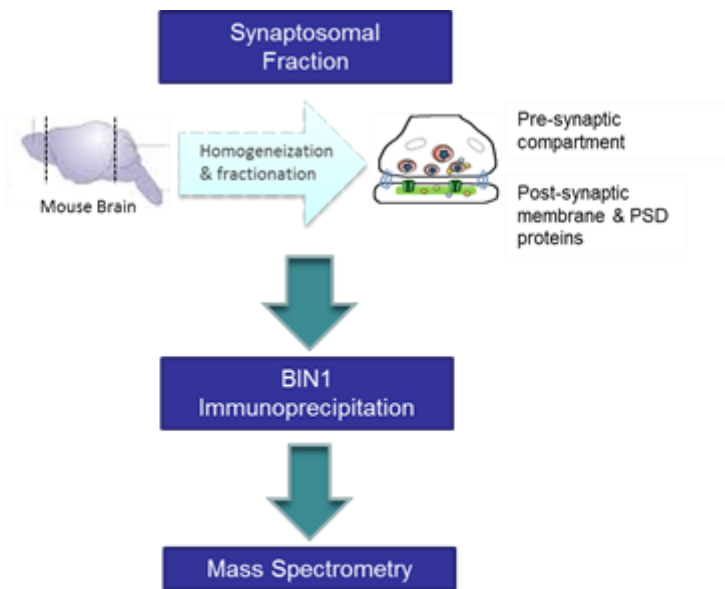 Synaptosomal
Fraction
Homogeneization
& fractionation
Mouse Brain
Pre-synaptic
compartment
Post-synaptic
membrane & PSD
proteins
BIN1
Immunoprecipitation
Mass Spectrometry